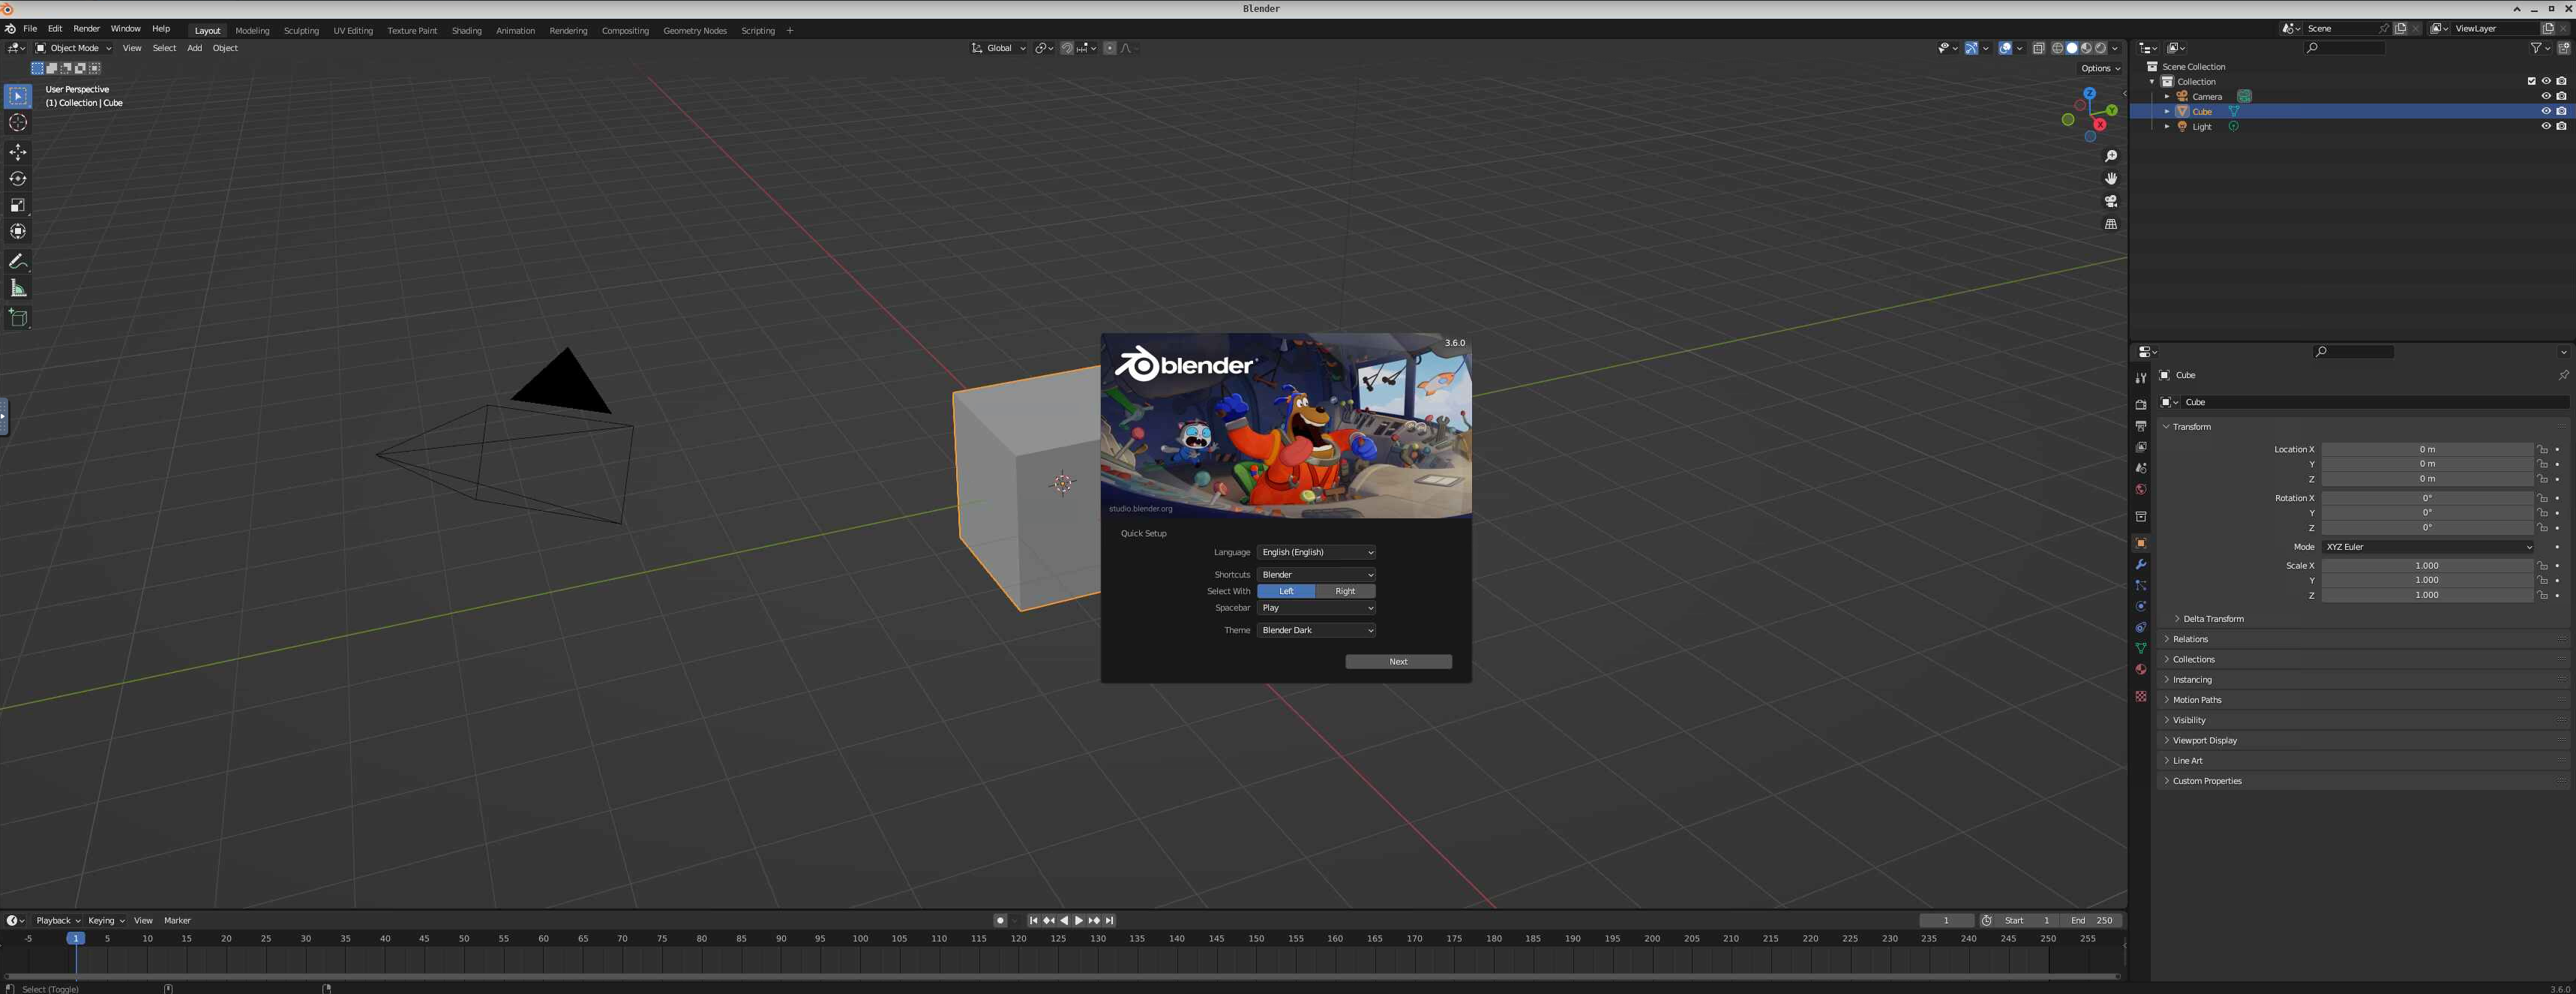 Blender
File Edit Render Window Help Layout Modeling Sculpting UV Editing Texture Paint Shading Animation Rendering Compositing Geometry Nodes Scripting + Scene ViewLayer
Object Mode View Select Add Object Global
Options
User Perspective
(1) Collection | Cube
Z
Y
X
Scene Collection
Collection
Camera
Cube
Light
3.6.0
blender
studio.blender.org
Quick Setup
Language English (English)
Shortcuts Blender
Select With Left Right
Spacebar Play
Theme Blender Dark
Next
Cube
Cube
Transform
Location X 0 m
Y 0 m
Z 0 m
Rotation X 0°
Y 0°
Z 0°
Mode XYZ Euler
Scale X 1.000
Y 1.000
Z 1.000
Delta Transform
Relations
Collections
Instancing
Motion Paths
Visibility
Viewport Display
Line Art
Custom Properties
Playback Keying View Marker 1 Start 1 End 250
-5 1 5 10 15 20 25 30 35 40 45 50 55 60 65 70 75 80 85 90 95 100 105 110 115 120 125 130 135 140 145 150 155 160 165 170 175 180 185 190 195 200 205 210 215 220 225 230 235 240 245 250 255
Select (Toggle) 3.6.0